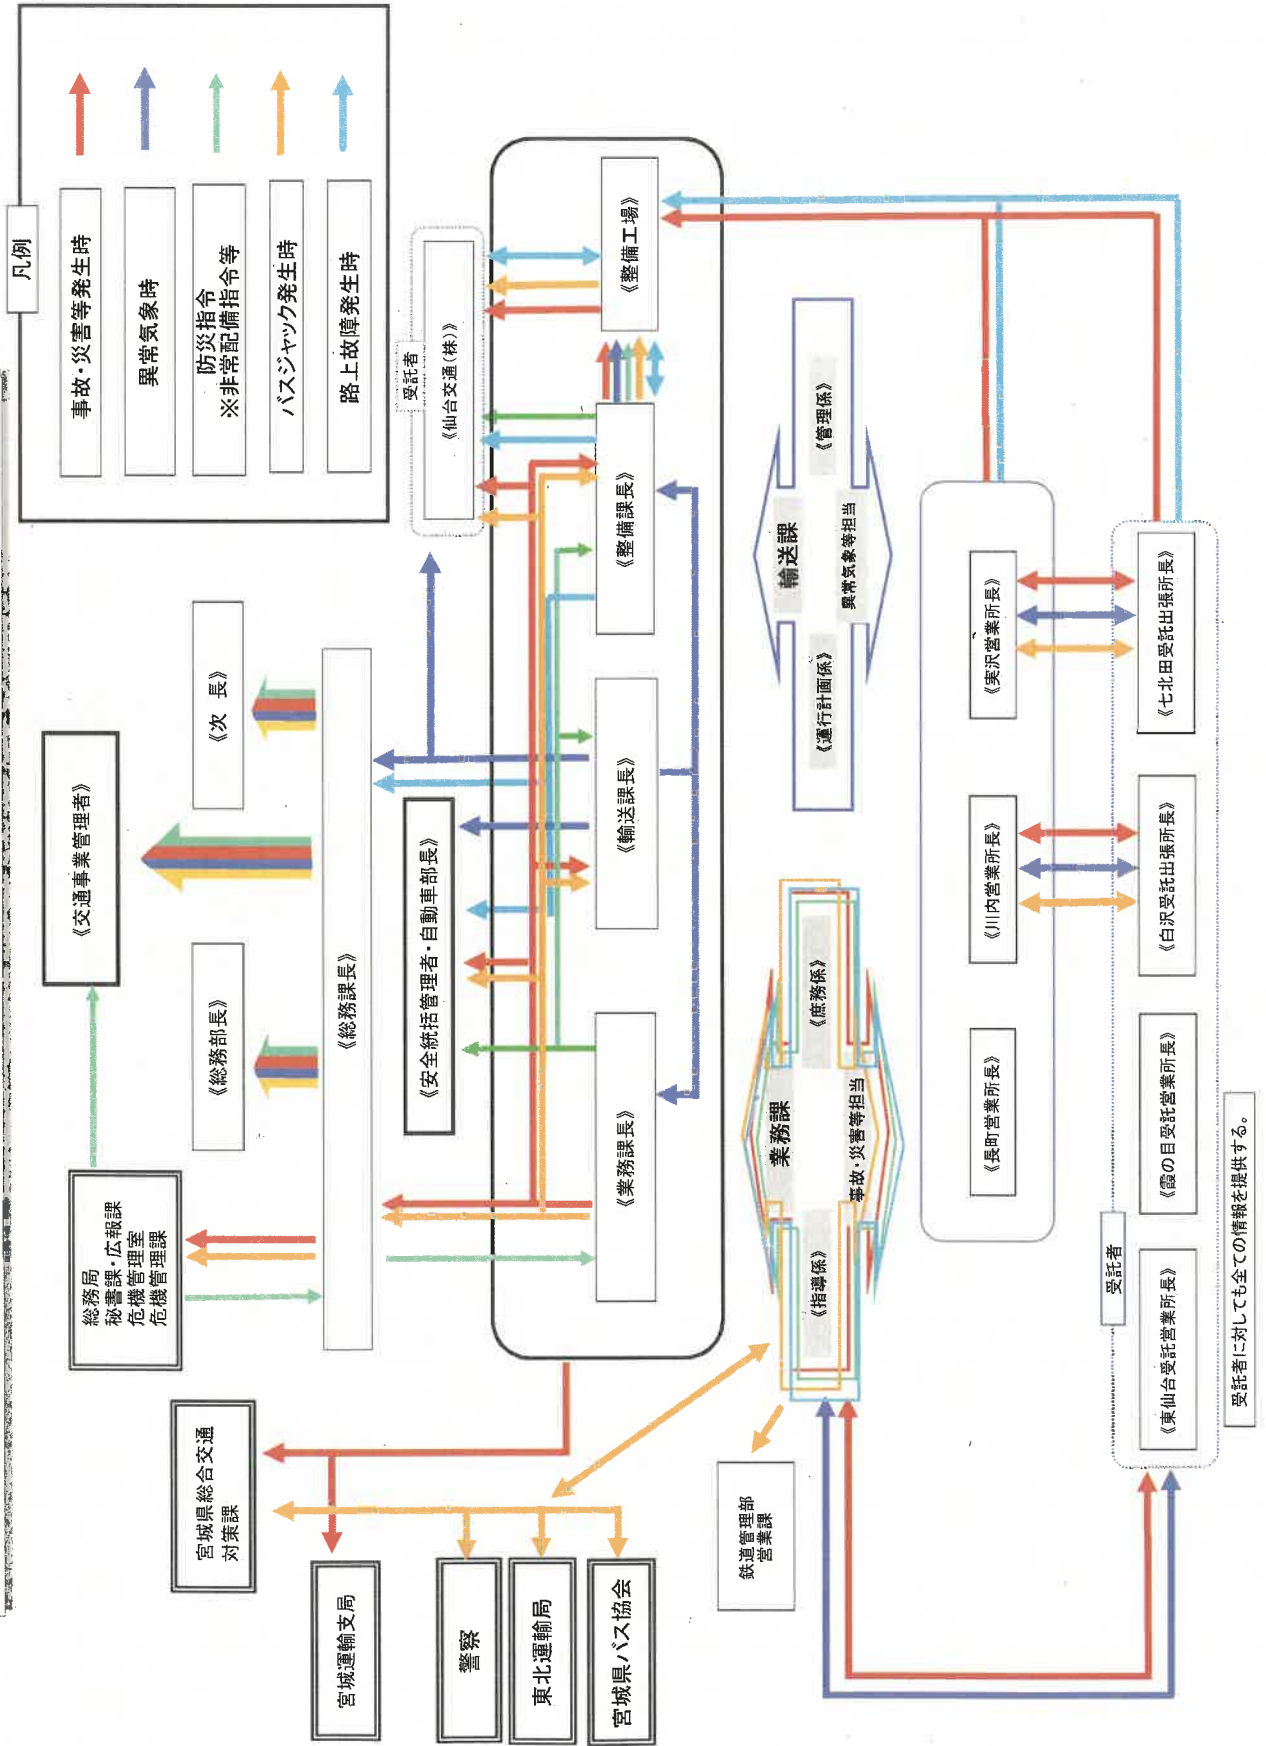 凡例
事故・災害等発生時
異常気象時
防災指令
※非常配備指令等
バスジャック発生時
路上故障発生時
《交通事業管理者》
《次 長》
《総務部長》
総務局
秘書課・広報課
危機管理室
危機管理課
《総務課長》
受託者
《仙台交通(株)》
《安全統括管理者・自動車部長》
宮城県総合交通
対策課
宮城運輸支局
警察
東北運輸局
宮城県バス協会
《業務課長》
《輸送課長》
《整備課長》
《整備工場》
鉄道管理部
営業課
業務課
《指導係》
《庶務係》
事故・災害等担当
輸送課
《運行計画係》
《管理係》
異常気象等担当
《長町営業所長》
《川内営業所長》
《実沢営業所長》
受託者
《東仙台受託営業所長》
《霞の目受託営業所長》
《白沢受託出張所長》
《七北田受託出張所長》
受託者に対しても全ての情報を提供する。